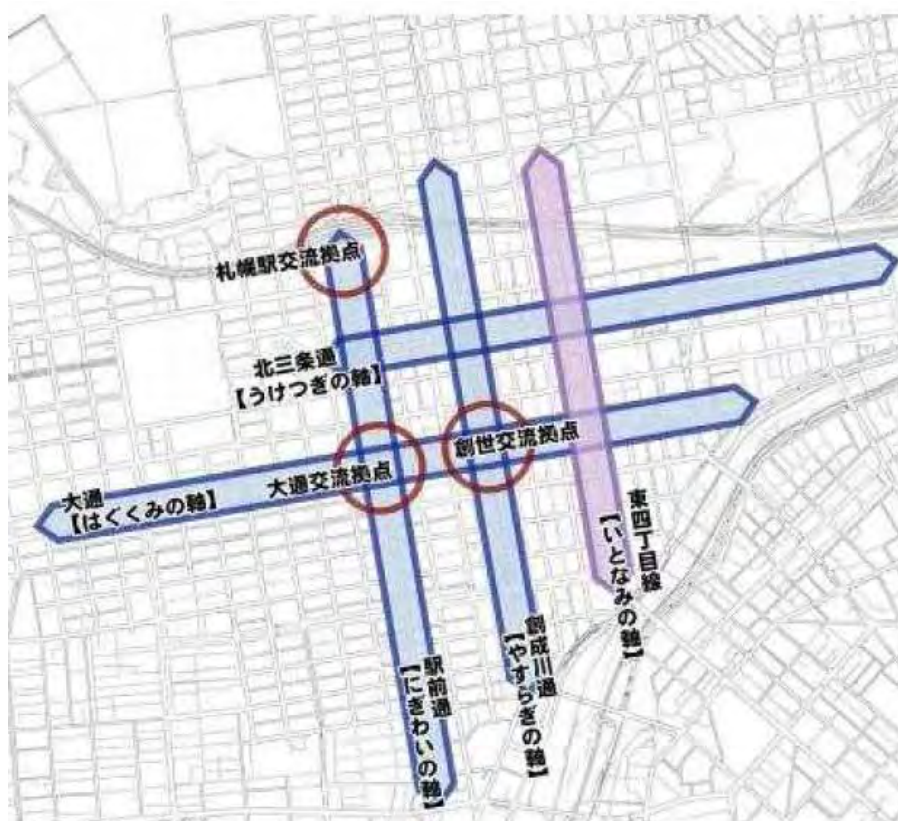 札幌駅交流拠点
北三条通
【うけつぎの軸】
創世交流拠点
大通交流拠点
大通
【はぐくみの軸】
東四丁目線
【いとなみの軸】
創成川通
【やすらぎの軸】
駅前通
【にぎわいの軸】